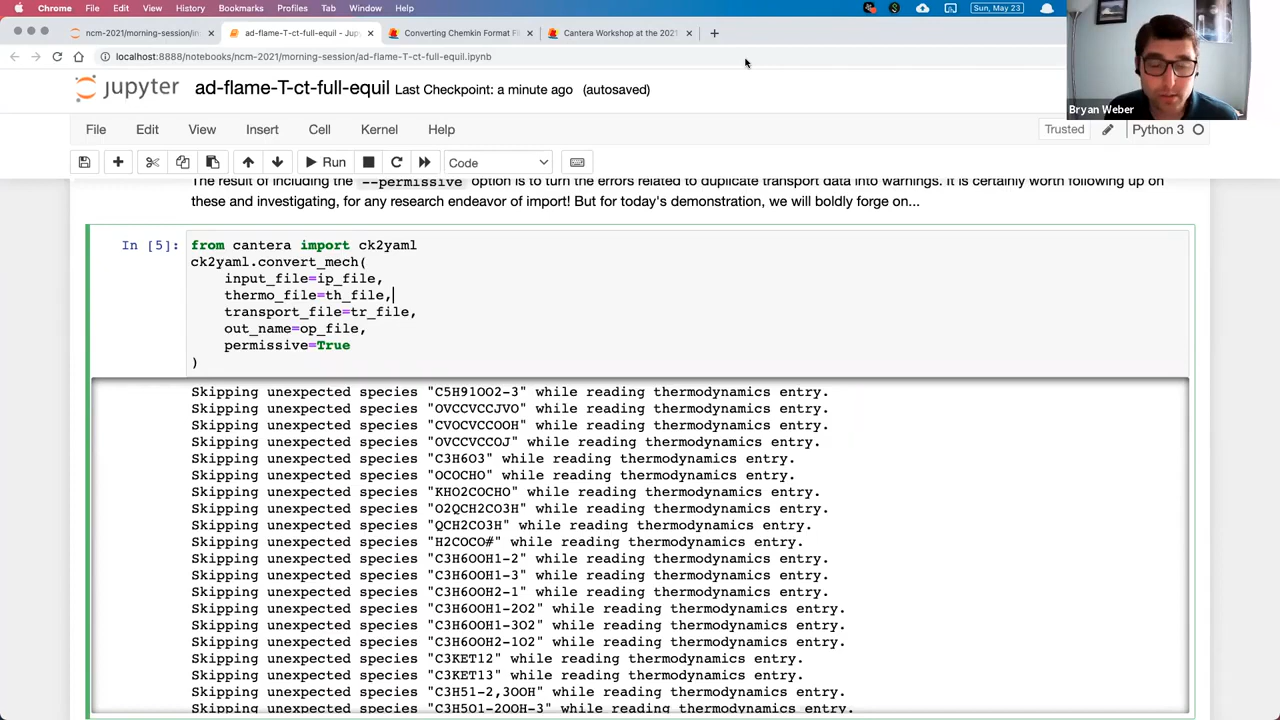 Chrome File Edit View History Bookmarks Profiles Tab Window Help Sun, May 23
ncm-2021/morning-session/in
ad-flame-T-ct-full-equil - Jup
Converting Chemkin Format Fil
Cantera Workshop at the 2021
localhost:8888/notebooks/ncm-2021/morning-session/ad-flame-T-ct-full-equil.ipynb
jupyter ad-flame-T-ct-full-equil Last Checkpoint: a minute ago (autosaved)
Bryan Weber
File Edit View Insert Cell Kernel Help Trusted Python 3
Run Code
The result of including the --permissive option is to turn the errors related to duplicate transport data into warnings. It is certainly worth following up on
these and investigating, for any research endeavor of import! But for today's demonstration, we will boldly forge on...
In [5]: from cantera import ck2yaml
ck2yaml.convert_mech(
input_file=ip_file,
thermo_file=th_file,
transport_file=tr_file,
out_name=op_file,
permissive=True
)
Skipping unexpected species "C5H91OO2-3" while reading thermodynamics entry.
Skipping unexpected species "OVCCVCCJVO" while reading thermodynamics entry.
Skipping unexpected species "CVOCVCCOOH" while reading thermodynamics entry.
Skipping unexpected species "OVCCVCCOJ" while reading thermodynamics entry.
Skipping unexpected species "C3H6O3" while reading thermodynamics entry.
Skipping unexpected species "OCOCHO" while reading thermodynamics entry.
Skipping unexpected species "KHO2COCHO" while reading thermodynamics entry.
Skipping unexpected species "O2QCH2CO3H" while reading thermodynamics entry.
Skipping unexpected species "QCH2CO3H" while reading thermodynamics entry.
Skipping unexpected species "H2COCO#" while reading thermodynamics entry.
Skipping unexpected species "C3H6OOH1-2" while reading thermodynamics entry.
Skipping unexpected species "C3H6OOH1-3" while reading thermodynamics entry.
Skipping unexpected species "C3H6OOH2-1" while reading thermodynamics entry.
Skipping unexpected species "C3H6OOH1-2O2" while reading thermodynamics entry.
Skipping unexpected species "C3H6OOH1-3O2" while reading thermodynamics entry.
Skipping unexpected species "C3H6OOH2-1O2" while reading thermodynamics entry.
Skipping unexpected species "C3KET12" while reading thermodynamics entry.
Skipping unexpected species "C3KET13" while reading thermodynamics entry.
Skipping unexpected species "C3H51-2,3OOH" while reading thermodynamics entry.
Skipping unexpected species "C3H5O1-2OOH-3" while reading thermodynamics entry.